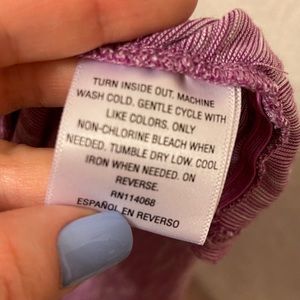 TURN INSIDE OUT. MACHINE
WASH COLD. GENTLE CYCLE WITH
LIKE COLORS. ONLY
NON-CHLORINE BLEACH WHEN
NEEDED. TUMBLE DRY LOW. COOL
IRON WHEN NEEDED. ON
REVERSE.
RN114068
ESPAÑOL EN REVERSO